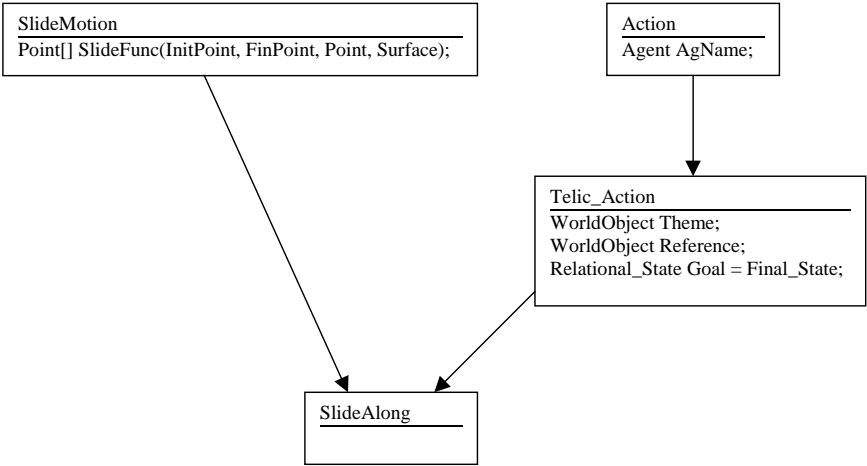 SlideMotion
Point[] SlideFunc(InitPoint, FinPoint, Point, Surface);
Action
Agent AgName;
Telic_Action
WorldObject Theme;
WorldObject Reference;
Relational_State Goal = Final_State;
SlideAlong